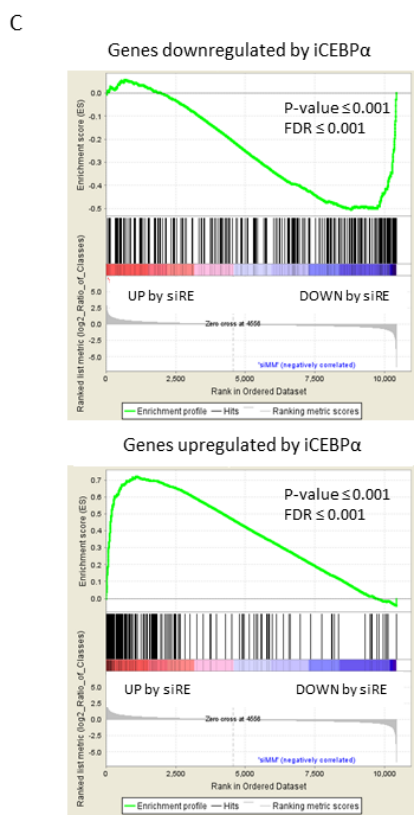 C
Genes downregulated by iCEBPα
Enrichment score (ES)
0.0
-0.1
-0.2
-0.3
-0.4
-0.5
P-value ≤ 0.001
FDR ≤ 0.001
Ranked list metric (log2_Ratio_of_Classes)
5.0
2.5
0.0
-2.5
-5.0
UP by siRE
DOWN by siRE
Zero cross at 4556
'siMM' (negatively correlated)
0
2,500
5,000
7,500
10,000
Rank in Ordered Dataset
Enrichment profile
Hits
Ranking metric scores
Genes upregulated by iCEBPα
Enrichment score (ES)
0.7
0.6
0.5
0.4
0.3
0.2
0.1
0.0
P-value ≤ 0.001
FDR ≤ 0.001
Ranked list metric (log2_Ratio_of_Classes)
5.0
2.5
0.0
-2.5
-5.0
UP by siRE
DOWN by siRE
Zero cross at 4556
'siMM' (negatively correlated)
0
2,500
5,000
7,500
10,000
Rank in Ordered Dataset
Enrichment profile
Hits
Ranking metric scores